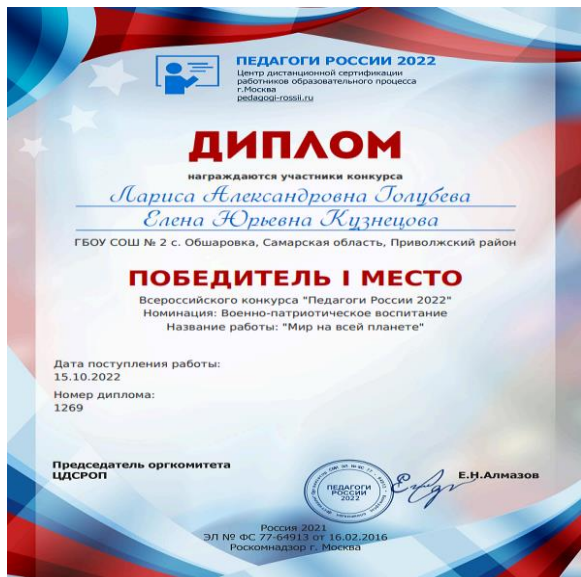 ПЕДАГОГИ РОССИИ 2022
Центр дистанционной сертификации
работников образовательного процесса
г.Москва
pedagogi-rossii.ru
ДИПЛОМ
награждаются участники конкурса
Лариса Александровна Голубева
Елена Юрьевна Кузнецова
ГБОУ СОШ № 2 с. Обшаровка, Самарская область, Приволжский район
ПОБЕДИТЕЛЬ I МЕСТО
Всероссийского конкурса "Педагоги России 2022"
Номинация: Военно-патриотическое воспитание
Название работы: "Мир на всей планете"
Дата поступления работы:
15.10.2022
Номер диплома:
1269
Председатель оргкомитета
ЦДСРОП
ПЕДАГОГИ
РОССИИ
2022
Е.Н.Алмазов
Россия 2021
ЭЛ № ФС 77-64913 от 16.02.2016
Роскомнадзор г. Москва